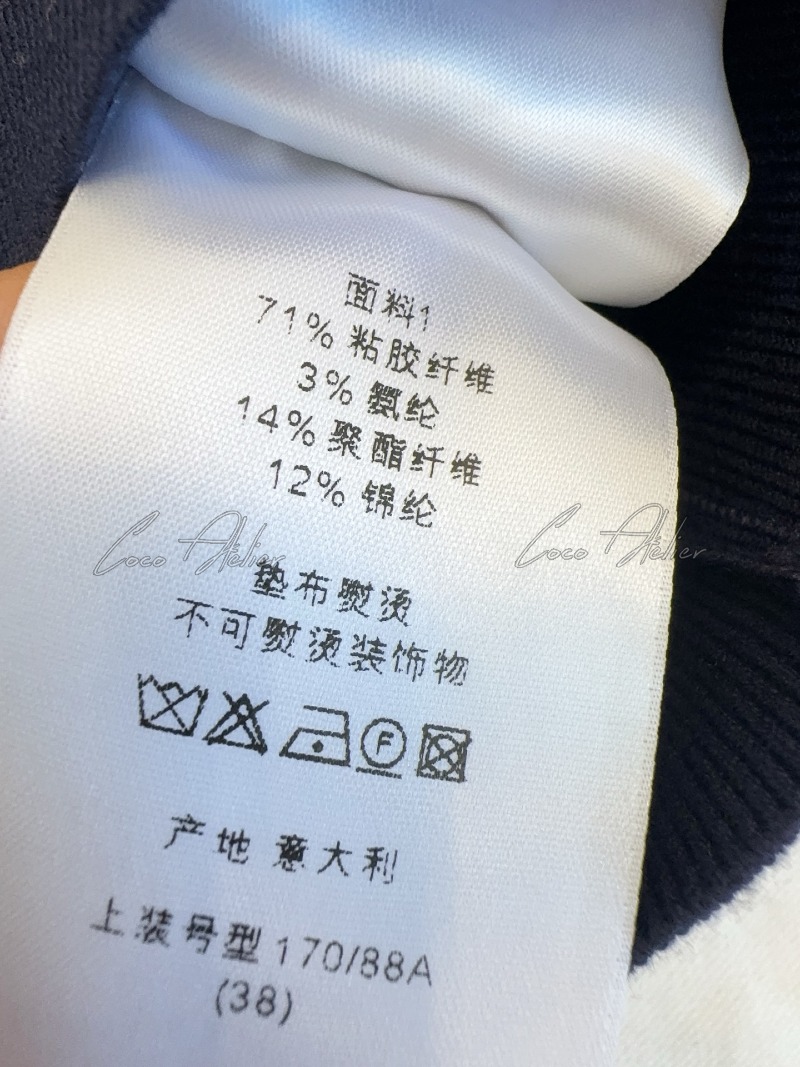 面料1
71% 粘胶纤维
3% 氨纶
14% 聚酯纤维
12% 锦纶
Coco Atelier
Coco Atelier
垫布熨烫
不可熨烫装饰物
F
产地 意大利
上装号型 170/88A
(38)